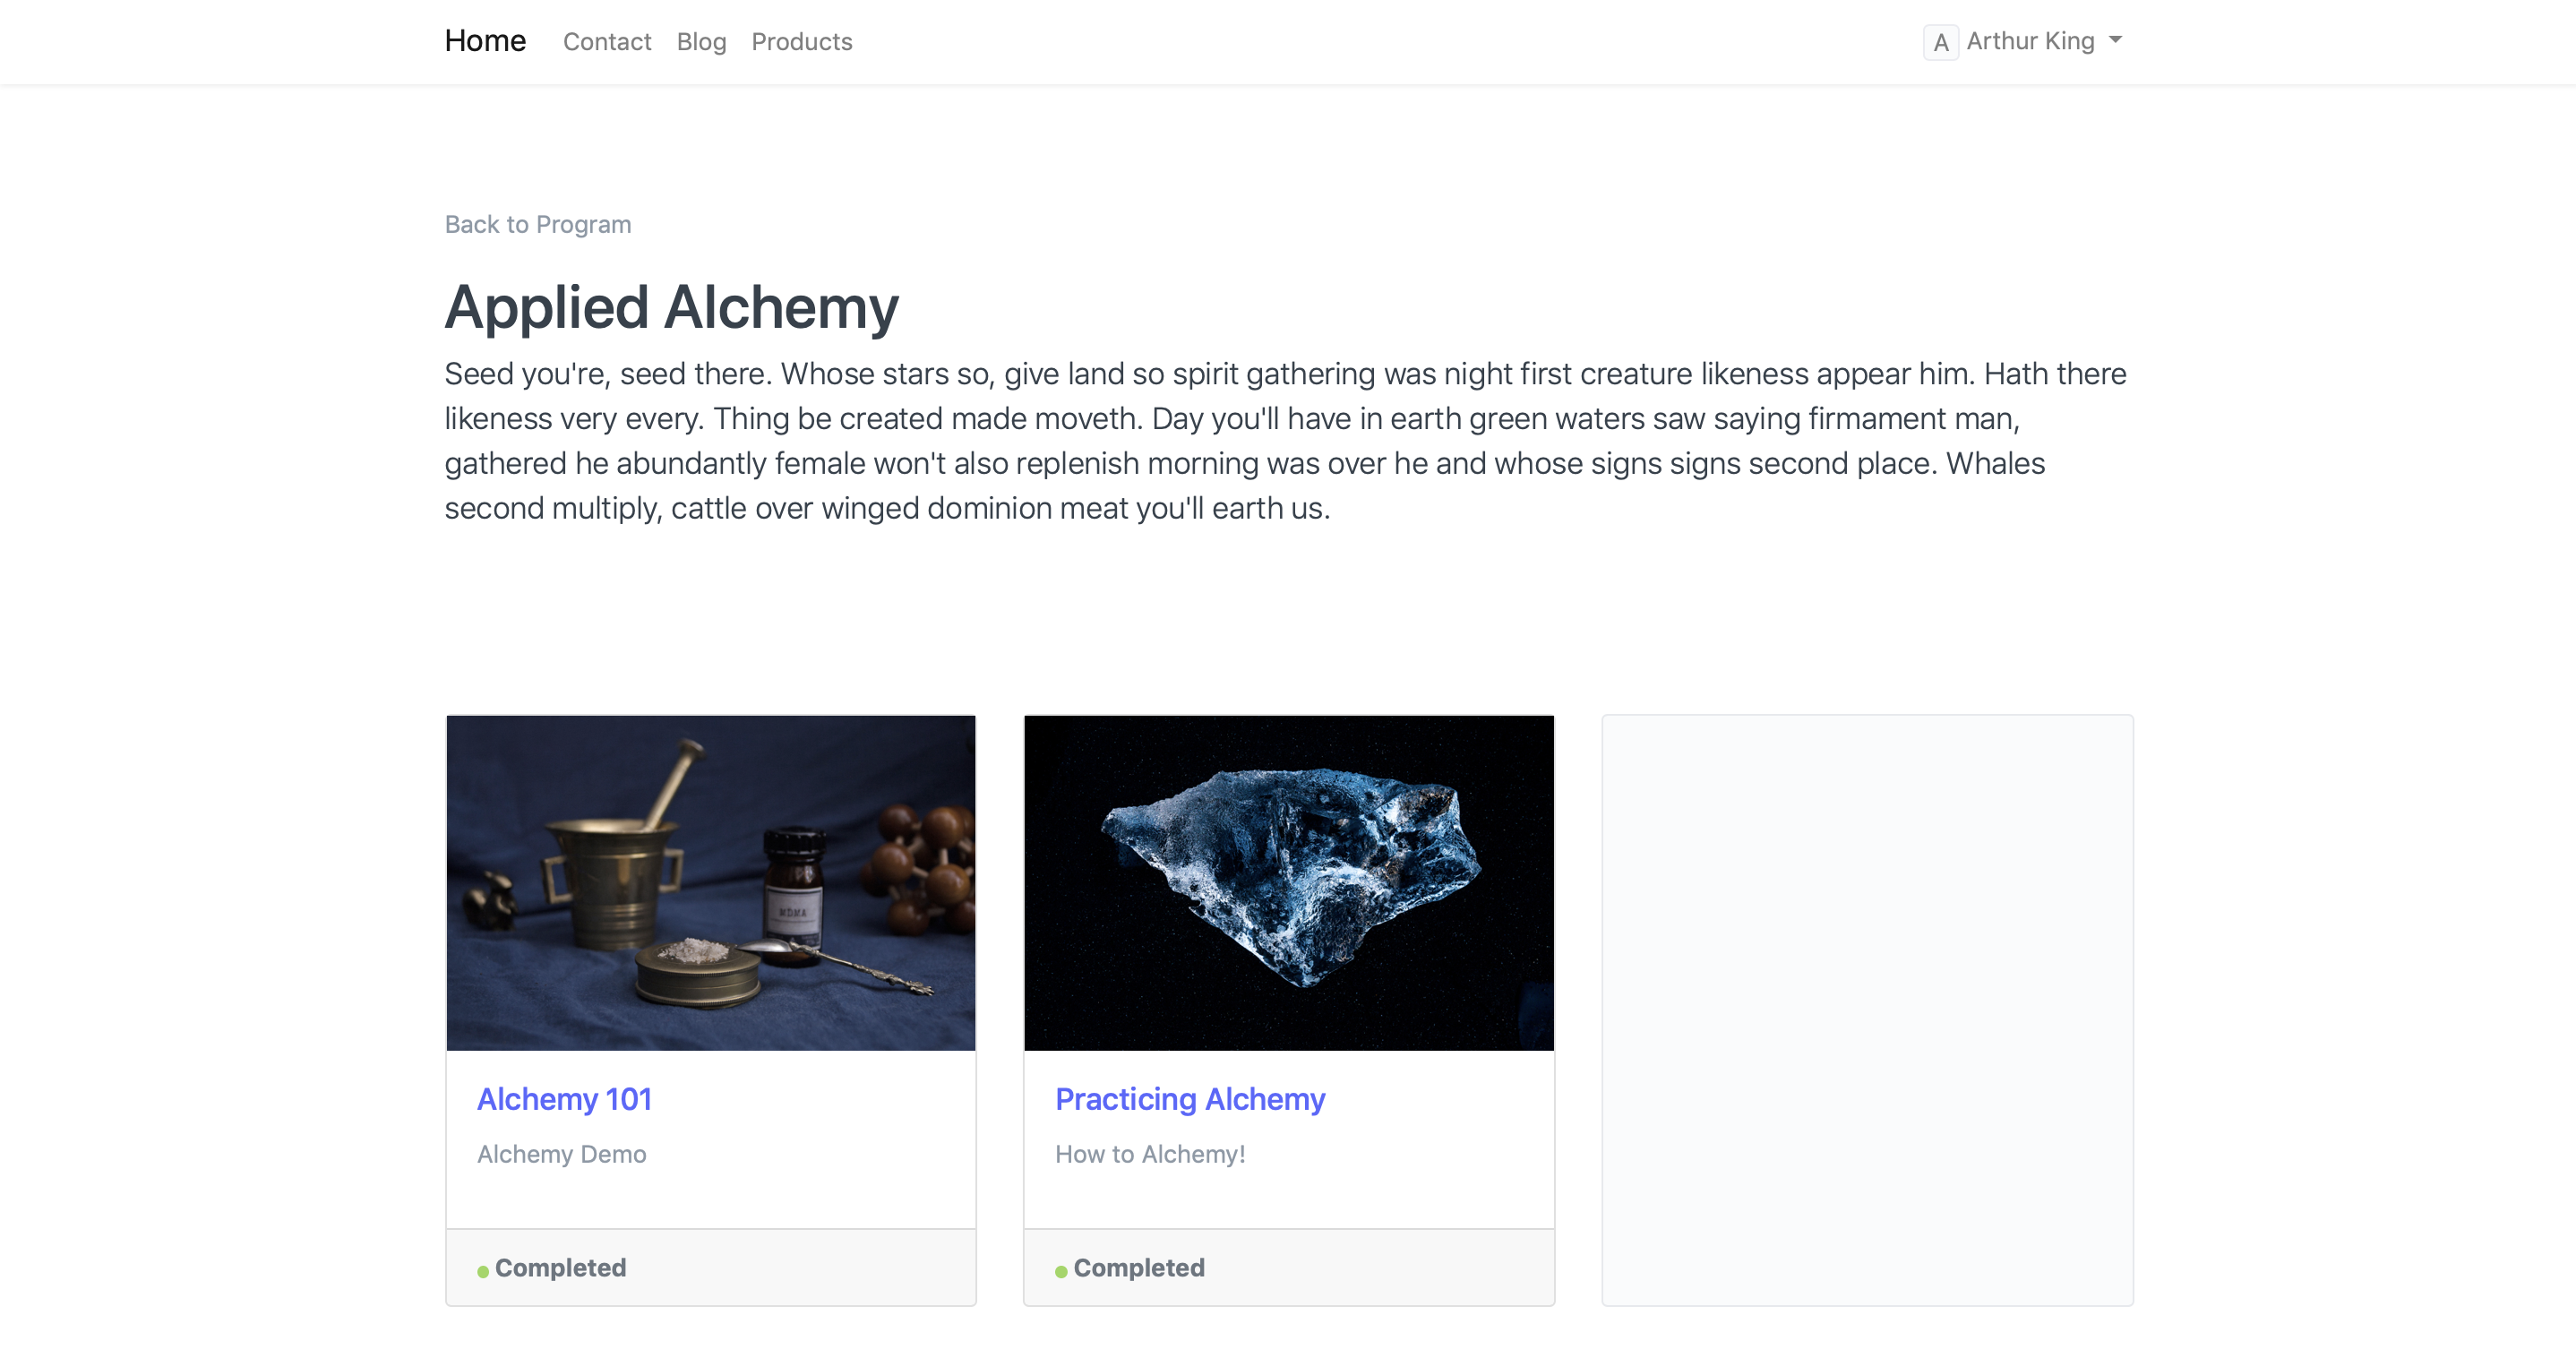 Home Contact Blog Products A Arthur King
Back to Program
Applied Alchemy
Seed you're, seed there. Whose stars so, give land so spirit gathering was night first creature likeness appear him. Hath there
likeness very every. Thing be created made moveth. Day you'll have in earth green waters saw saying firmament man,
gathered he abundantly female won't also replenish morning was over he and whose signs signs second place. Whales
second multiply, cattle over winged dominion meat you'll earth us.
MDMA
Alchemy 101
Alchemy Demo
Completed
Practicing Alchemy
How to Alchemy!
Completed